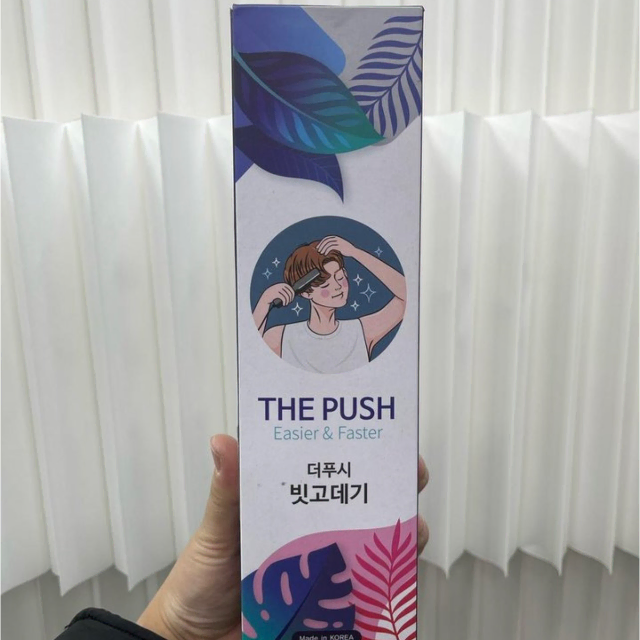 THE PUSH
Easier & Faster
더푸시
빗고데기
Made in KOREA